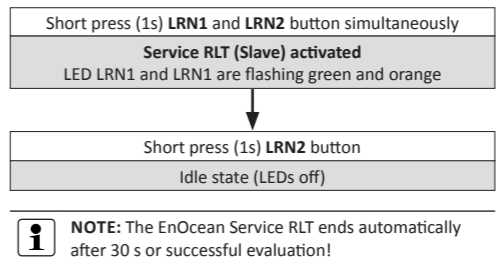 Short press (1s) LRN1 and LRN2 button simultaneously
Service RLT (Slave) activated
LED LRN1 and LRN1 are flashing green and orange
Short press (1s) LRN2 button
Idle state (LEDs off)
NOTE: The EnOcean Service RLT ends automatically
after 30 s or successful evaluation!